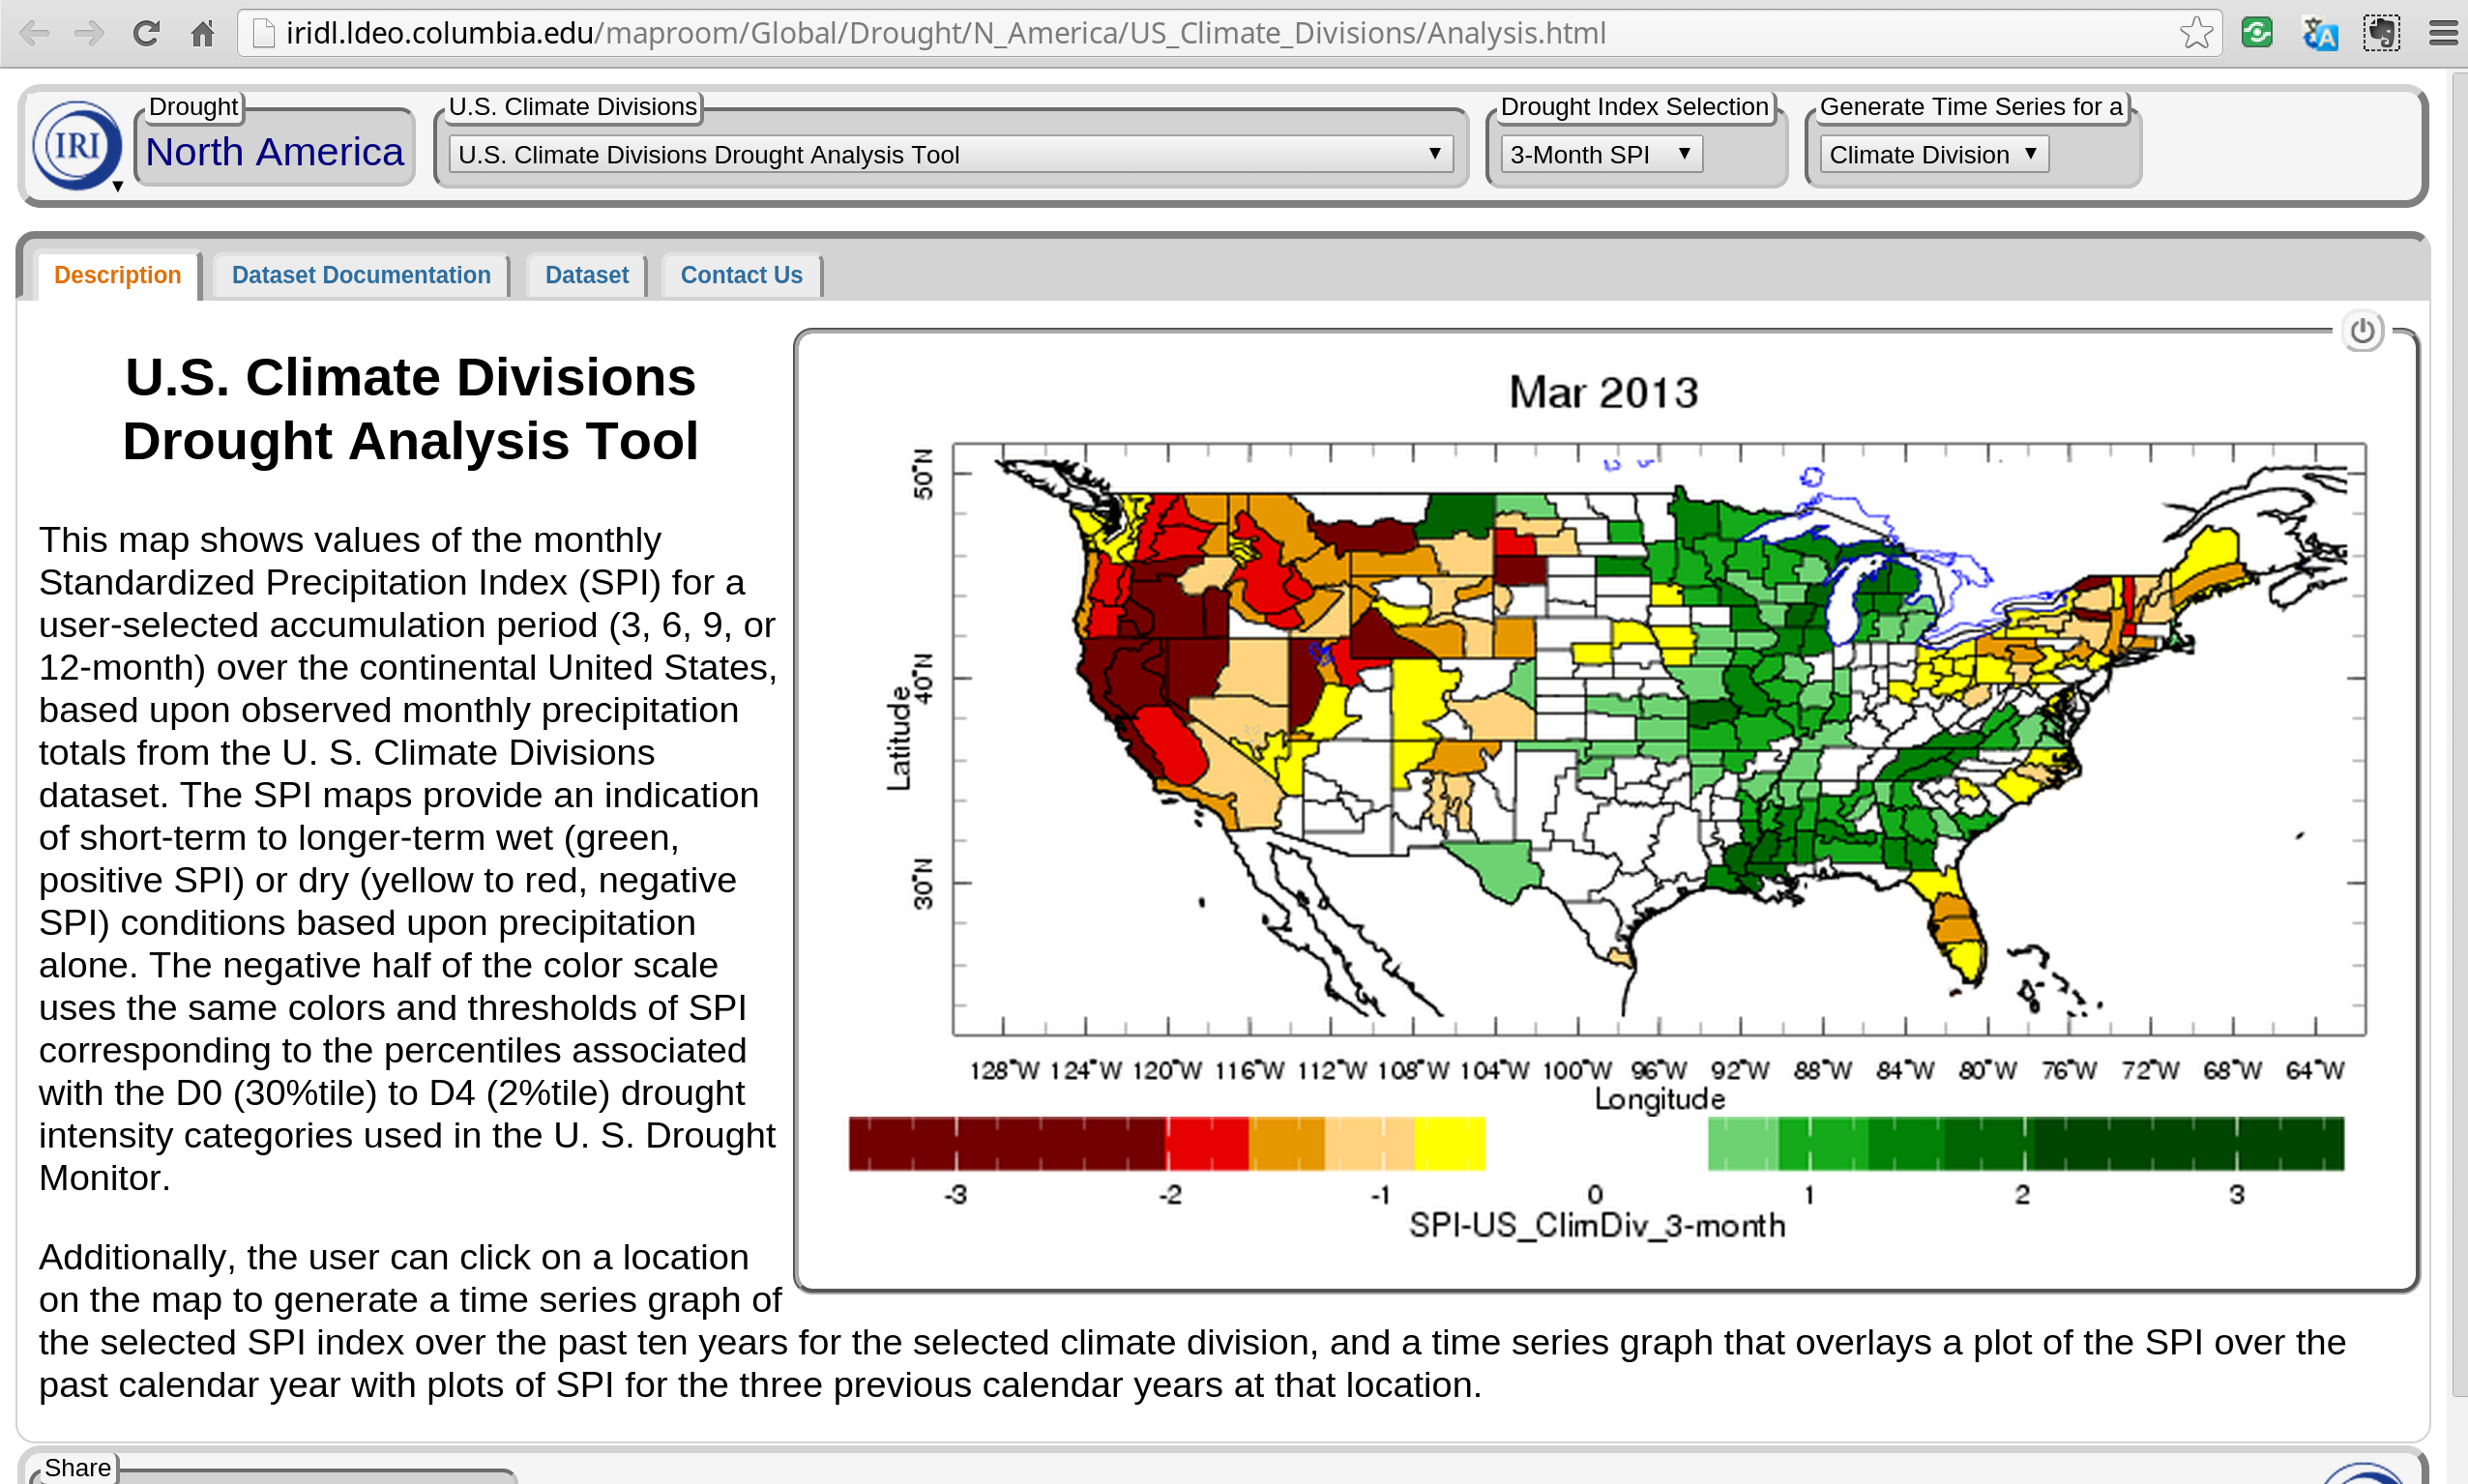 iridl.ldeo.columbia.edu/maproom/Global/Drought/N_America/US_Climate_Divisions/Analysis.html
IRI
Drought
North America
U.S. Climate Divisions
U.S. Climate Divisions Drought Analysis Tool
Drought Index Selection
3-Month SPI
Generate Time Series for a
Climate Division
Description
Dataset Documentation
Dataset
Contact Us
U.S. Climate Divisions
Drought Analysis Tool
This map shows values of the monthly
Standardized Precipitation Index (SPI) for a
user-selected accumulation period (3, 6, 9, or
12-month) over the continental United States,
based upon observed monthly precipitation
totals from the U. S. Climate Divisions
dataset. The SPI maps provide an indication
of short-term to longer-term wet (green,
positive SPI) or dry (yellow to red, negative
SPI) conditions based upon precipitation
alone. The negative half of the color scale
uses the same colors and thresholds of SPI
corresponding to the percentiles associated
with the D0 (30%tile) to D4 (2%tile) drought
intensity categories used in the U. S. Drought
Monitor.
Additionally, the user can click on a location
on the map to generate a time series graph of
the selected SPI index over the past ten years for the selected climate division, and a time series graph that overlays a plot of the SPI over the
past calendar year with plots of SPI for the three previous calendar years at that location.
Mar 2013
50°N
40°N
30°N
Latitude
128°W 124°W 120°W 116°W 112°W 108°W 104°W 100°W 96°W 92°W 88°W 84°W 80°W 76°W 72°W 68°W 64°W
Longitude
-3 -2 -1 0 1 2 3
SPI-US_ClimDiv_3-month
Share